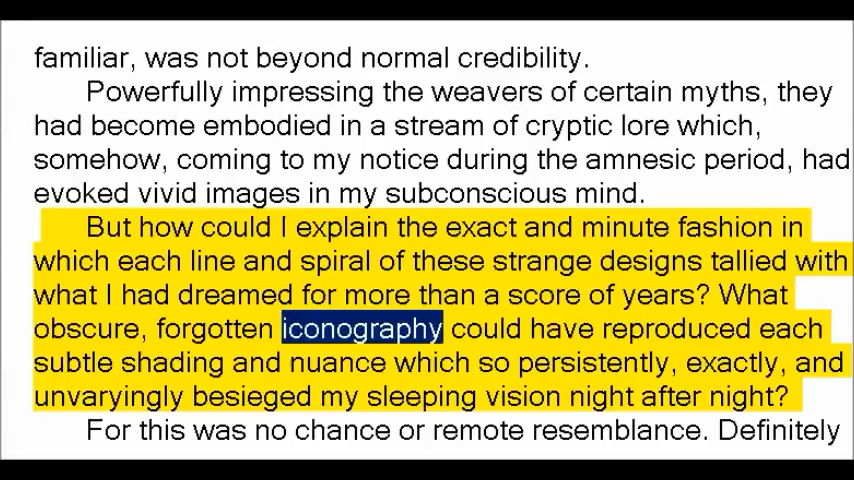 familiar, was not beyond normal credibility.
Powerfully impressing the weavers of certain myths, they
had become embodied in a stream of cryptic lore which,
somehow, coming to my notice during the amnesic period, had
evoked vivid images in my subconscious mind.
But how could I explain the exact and minute fashion in
which each line and spiral of these strange designs tallied with
what I had dreamed for more than a score of years? What
obscure, forgotten iconography could have reproduced each
subtle shading and nuance which so persistently, exactly, and
unvaryingly besieged my sleeping vision night after night?
For this was no chance or remote resemblance. Definitely